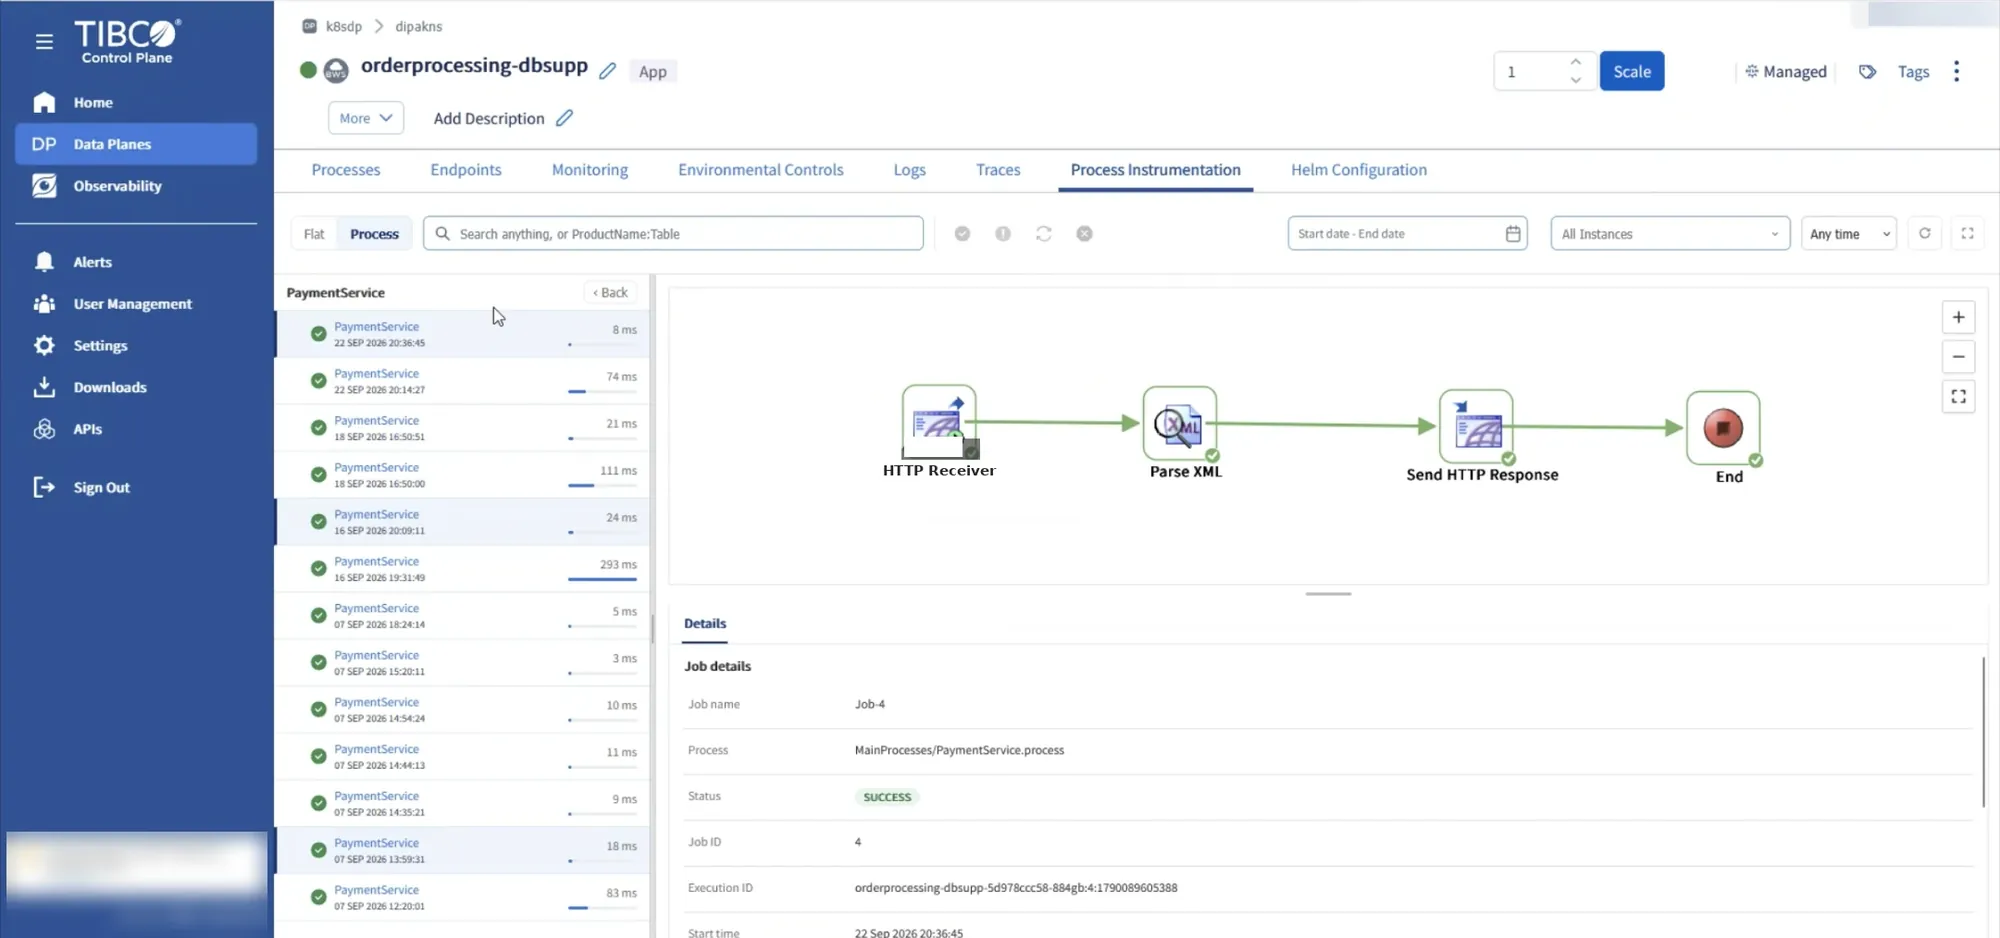 TIBCO®
Control Plane
Home
DP Data Planes
Observability
Alerts
User Management
Settings
Downloads
APIs
Sign Out
DP k8sdp > dipakns
aws orderprocessing-dbsupp App
1 Scale Managed Tags
More Add Description
Processes Endpoints Monitoring Environmental Controls Logs Traces Process Instrumentation Helm Configuration
Flat Process Search anything, or ProductName:Table Start date - End date All Instances Any time
PaymentService ‹ Back
PaymentService 8 ms
22 SEP 2026 20:36:45
PaymentService 74 ms
22 SEP 2026 20:14:27
PaymentService 21 ms
18 SEP 2026 16:50:51
PaymentService 111 ms
18 SEP 2026 16:50:00
PaymentService 24 ms
16 SEP 2026 20:09:11
PaymentService 293 ms
16 SEP 2026 19:31:49
PaymentService 5 ms
07 SEP 2026 18:24:14
PaymentService 3 ms
07 SEP 2026 15:20:11
PaymentService 10 ms
07 SEP 2026 14:54:24
PaymentService 11 ms
07 SEP 2026 14:44:13
PaymentService 9 ms
07 SEP 2026 14:35:21
PaymentService 18 ms
07 SEP 2026 13:59:31
PaymentService 83 ms
07 SEP 2026 12:20:01
XML
HTTP Receiver Parse XML Send HTTP Response End
Details
Job details
Job name Job-4
Process MainProcesses/PaymentService.process
Status SUCCESS
Job ID 4
Execution ID orderprocessing-dbsupp-5d978ccc58-884gb:4:1790089605388
Start time 22 Sep 2026 20:36:45